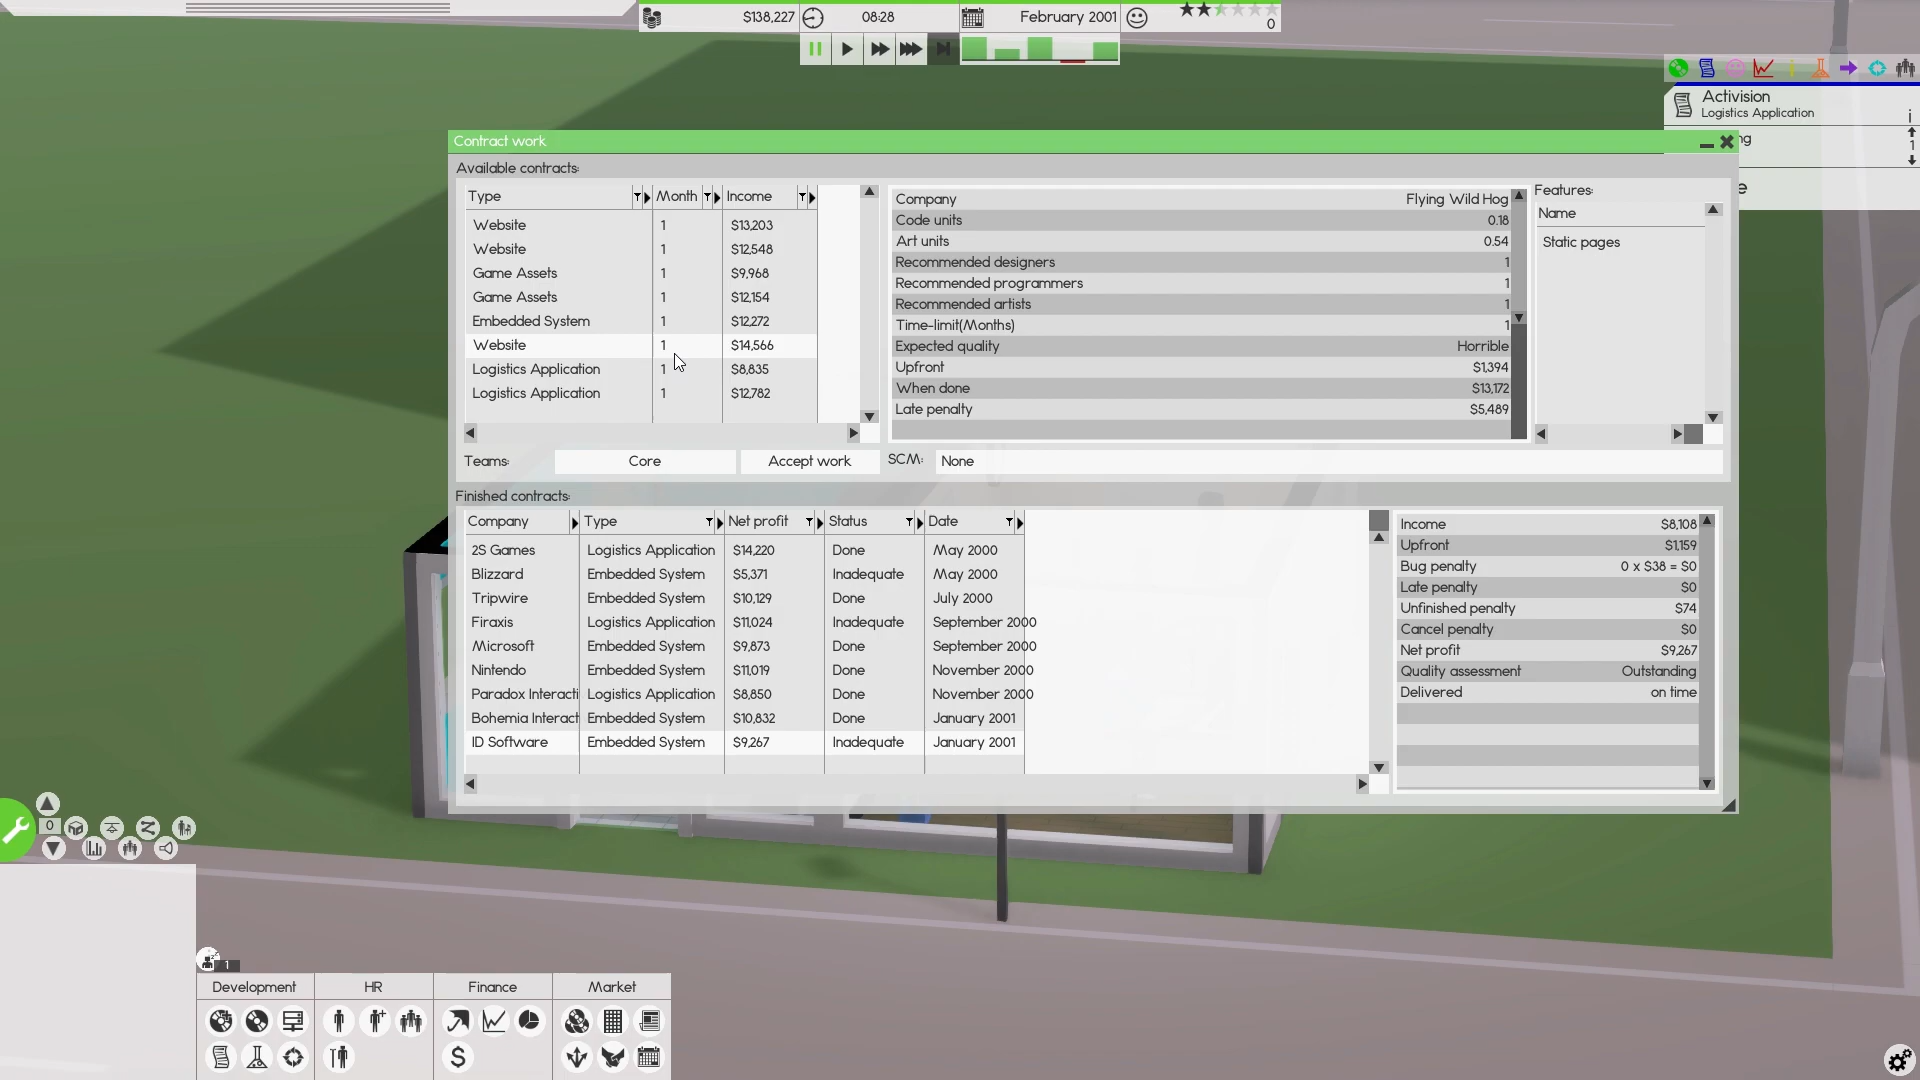 $138,227
08:28
February 2001
0
Activision
Logistics Application
i
ng
1
e
Contract work
Available contracts:
Type Month Income
Website 1 $13,203
Website 1 $12,548
Game Assets 1 $9,968
Game Assets 1 $12,154
Embedded System 1 $12,272
Website 1 $14,566
Logistics Application 1 $8,835
Logistics Application 1 $12,782
Company Flying Wild Hog
Code units 0.18
Art units 0.54
Recommended designers 1
Recommended programmers 1
Recommended artists 1
Time-limit(Months) 1
Expected quality Horrible
Upfront $1,394
When done $13,172
Late penalty $5,489
Features:
Name
Static pages
Teams: Core Accept work SCM: None
Finished contracts:
Company Type Net profit Status Date
2S Games Logistics Application $14,220 Done May 2000
Blizzard Embedded System $5,371 Inadequate May 2000
Tripwire Embedded System $10,129 Done July 2000
Firaxis Logistics Application $11,024 Inadequate September 2000
Microsoft Embedded System $9,873 Done September 2000
Nintendo Embedded System $11,019 Done November 2000
Paradox Interacti Logistics Application $8,850 Done November 2000
Bohemia Interact Embedded System $10,832 Done January 2001
ID Software Embedded System $9,267 Inadequate January 2001
Income $8,108
Upfront $1,159
Bug penalty 0 x $38 = $0
Late penalty $0
Unfinished penalty $74
Cancel penalty $0
Net profit $9,267
Quality assessment Outstanding
Delivered on time
0
1
Development HR Finance Market